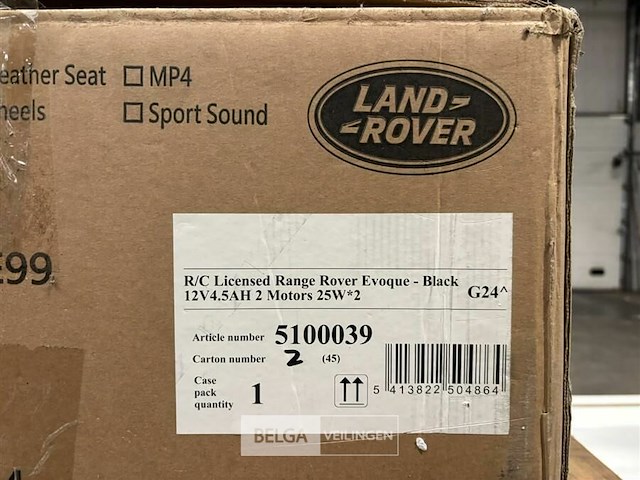 eather Seat ☐ MP4
heels ☐ Sport Sound
LAND
ROVER
E99
R/C Licensed Range Rover Evoque - Black
12V4.5AH 2 Motors 25W*2 G24^
Article number 5100039
Carton number 2 (45)
Case
pack
quantity 1
5 413822 504864
BELGA VEILINGEN